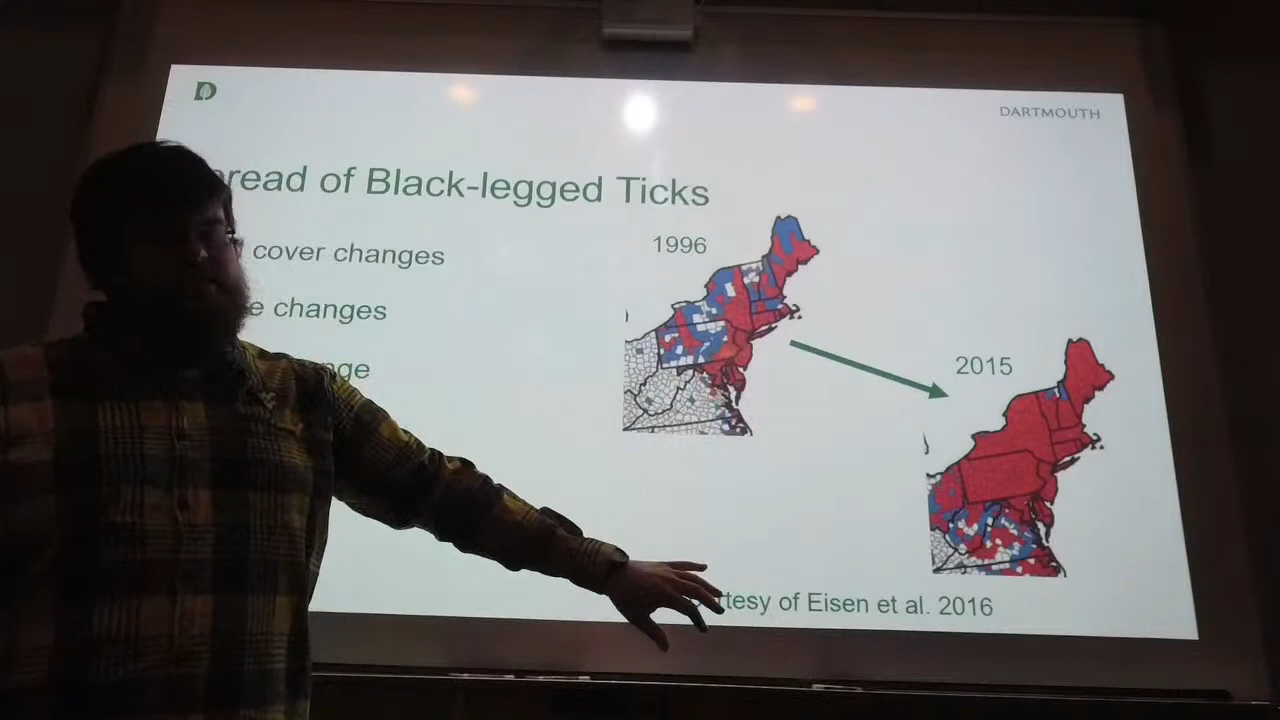 D
DARTMOUTH
read of Black-legged Ticks
1996
cover changes
e changes
nge
2015
tesy of Eisen et al. 2016